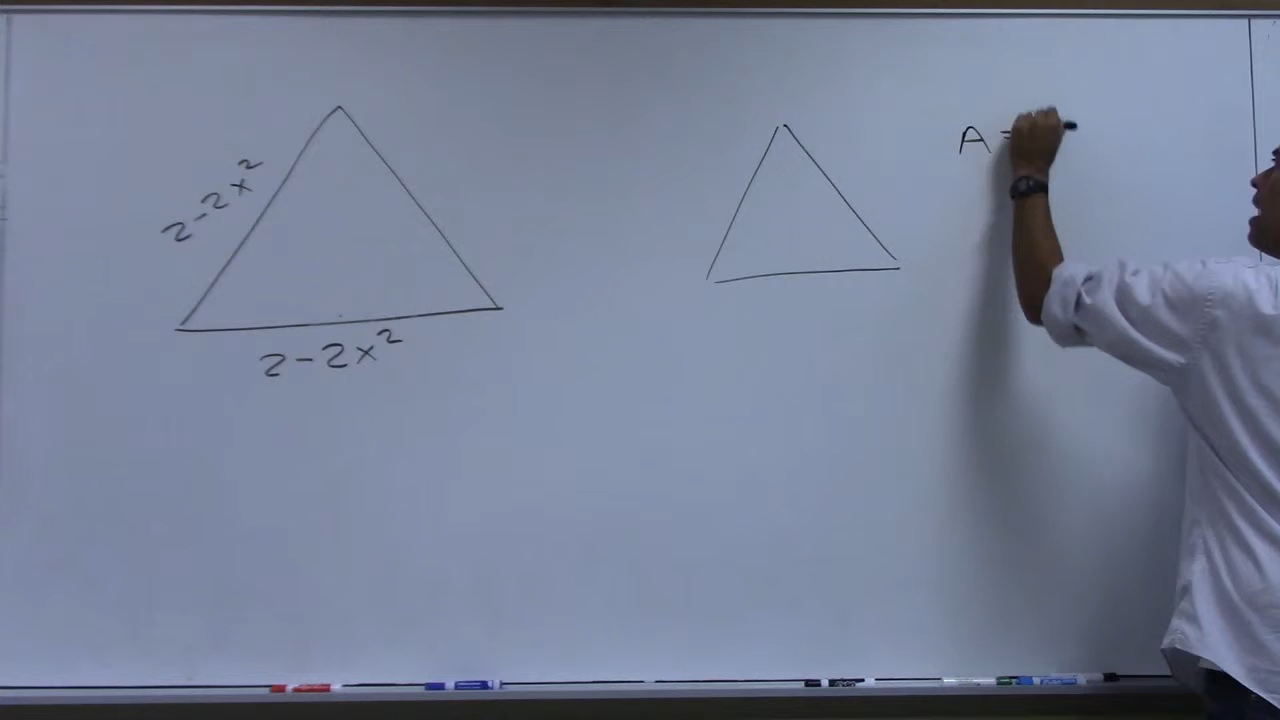 2-2x²
2-2x²
A =